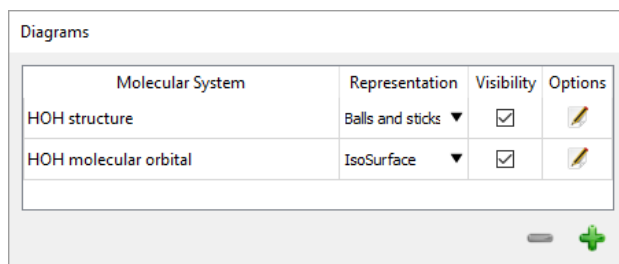 Diagrams
Molecular System Representation Visibility Options
HOH structure Balls and sticks
HOH molecular orbital IsoSurface